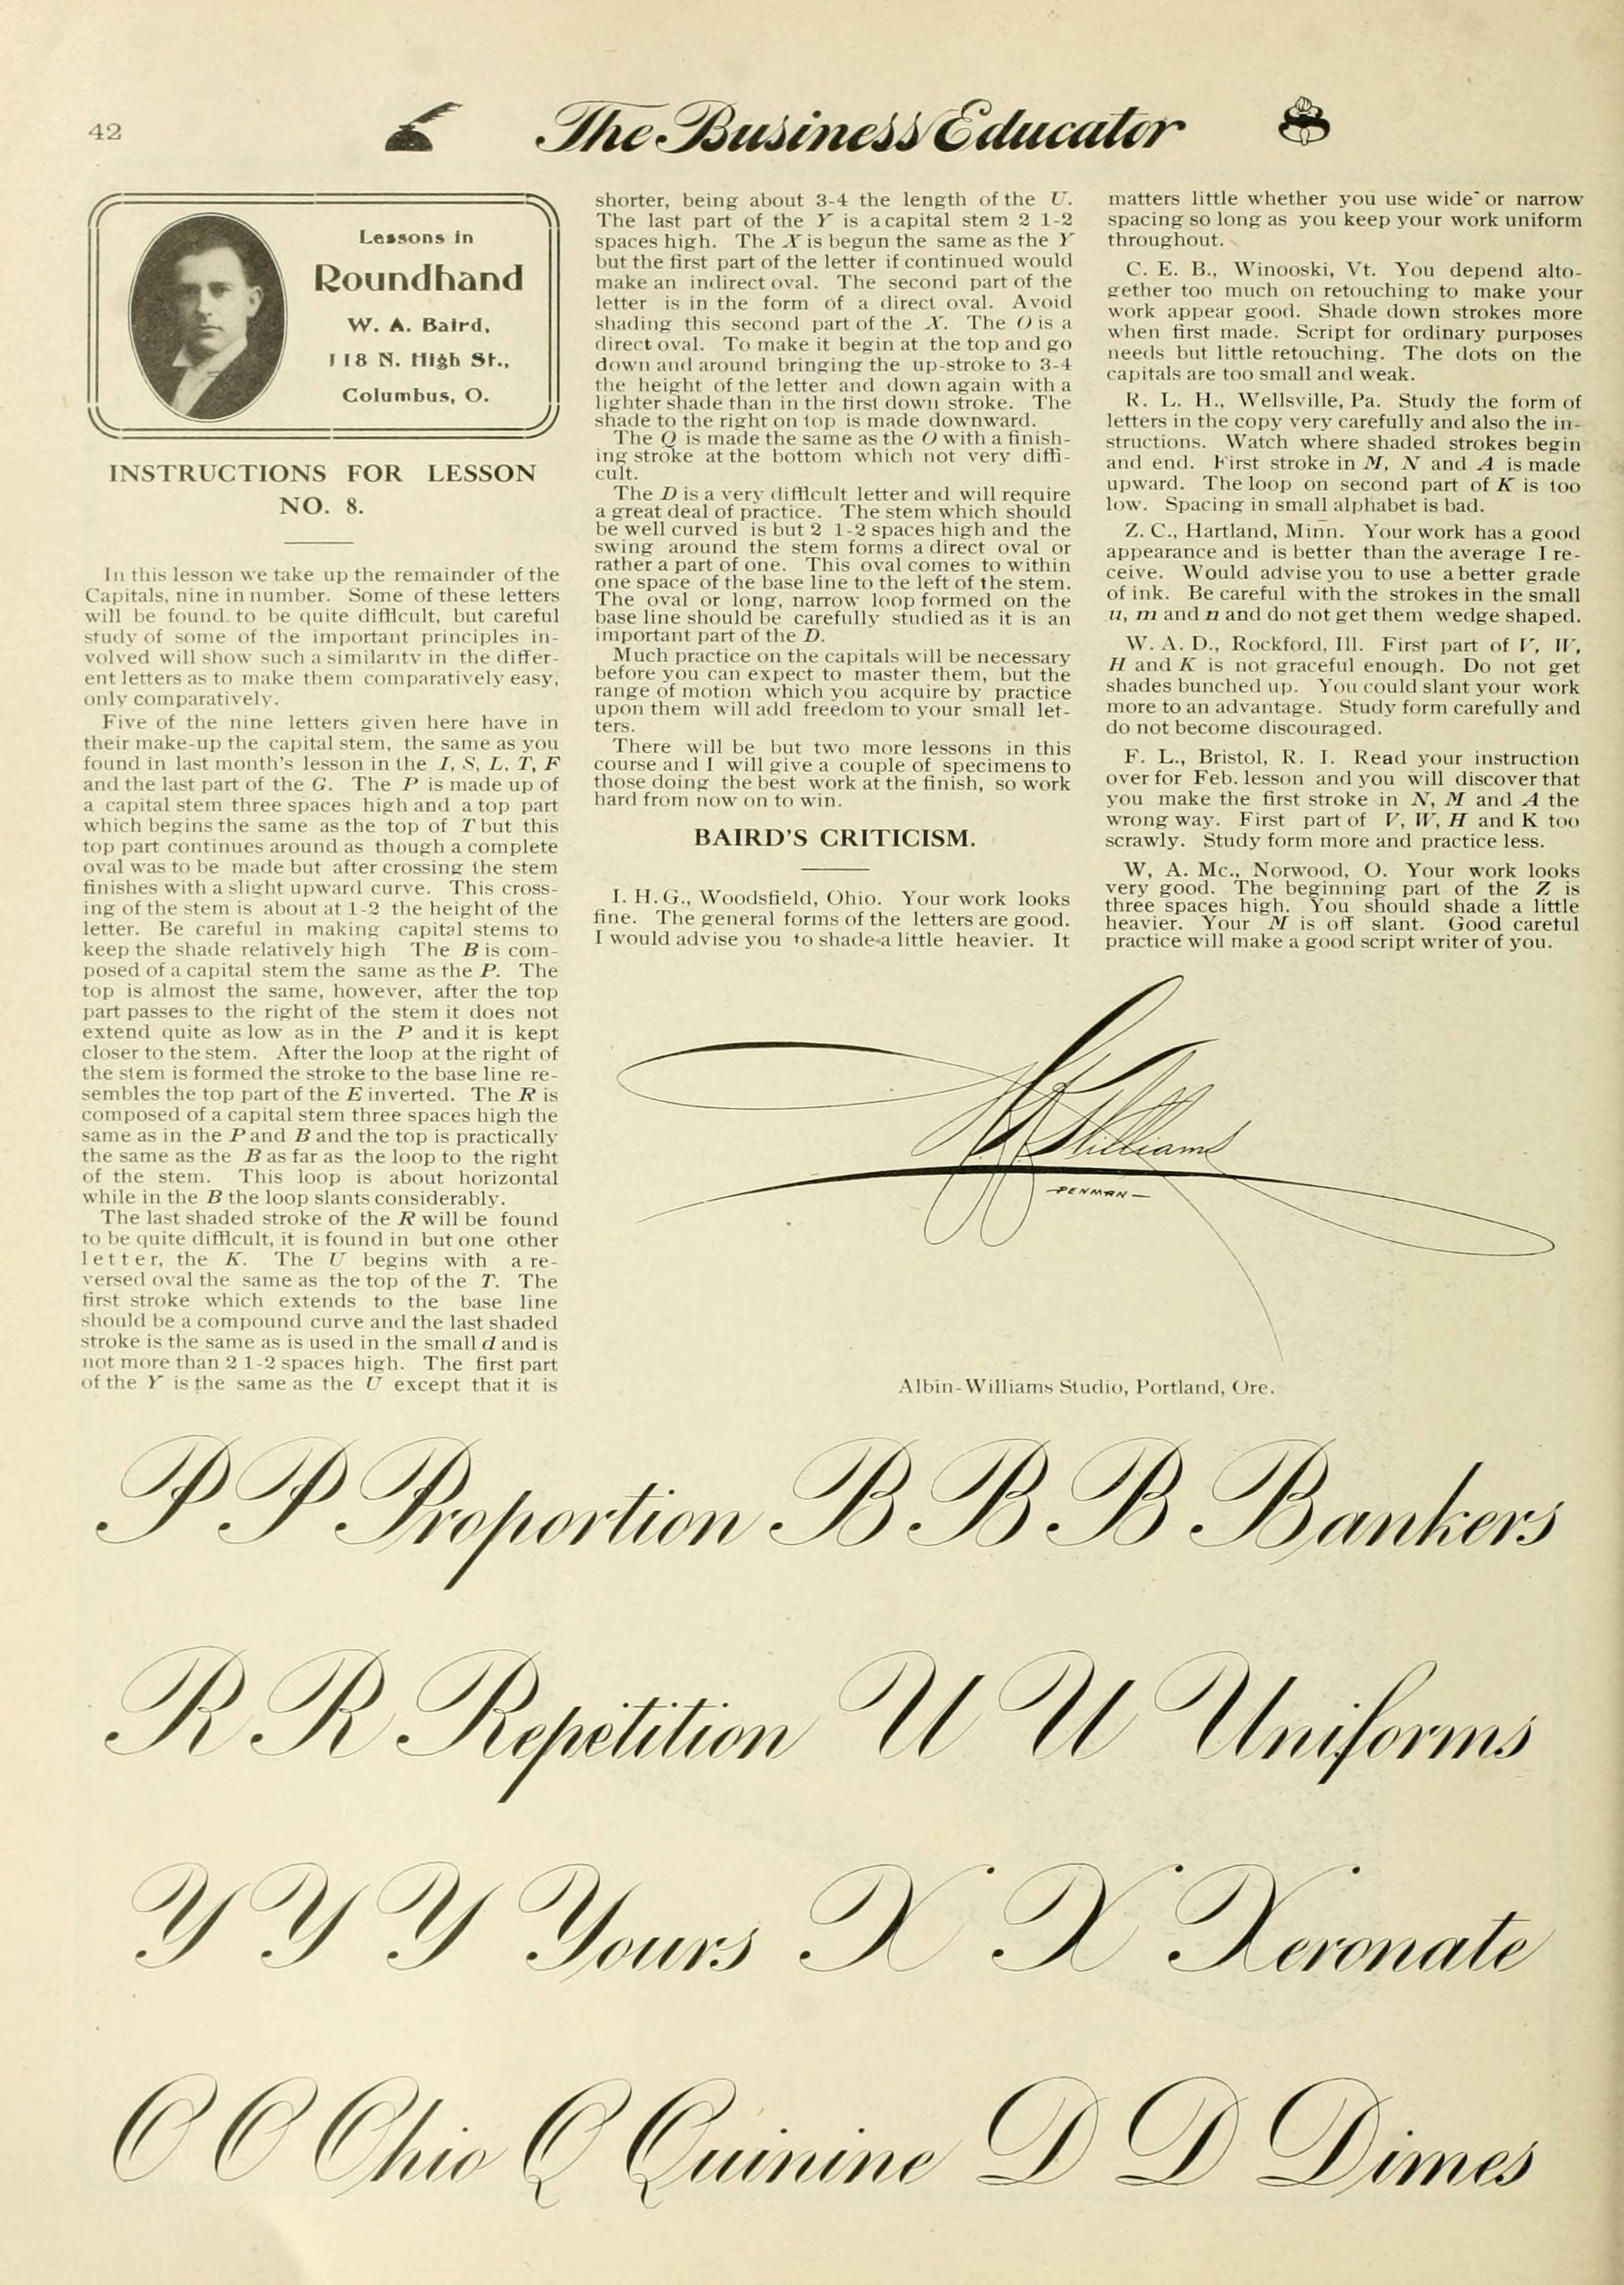 42
The Business Educator
Lessons in
Roundhand
W. A. Baird,
118 N. High St.,
Columbus, O.
INSTRUCTIONS FOR LESSON
NO. 8.
In this lesson we take up the remainder of the
Capitals, nine in number. Some of these letters
will be found to be quite difficult, but careful
study of some of the important principles in-
volved will show such a similarity in the differ-
ent letters as to make them comparatively easy,
only comparatively.
Five of the nine letters given here have in
their make-up the capital stem, the same as you
found in last month's lesson in the I, S, L, T, F
and the last part of the G. The P is made up of
a capital stem three spaces high and a top part
which begins the same as the top of T but this
top part continues around as though a complete
oval was to be made but after crossing the stem
finishes with a slight upward curve. This cross-
ing of the stem is about at 1-2 the height of the
letter. Be careful in making capital stems to
keep the shade relatively high The B is com-
posed of a capital stem the same as the P. The
top is almost the same, however, after the top
part passes to the right of the stem it does not
extend quite as low as in the P and it is kept
closer to the stem. After the loop at the right of
the stem is formed the stroke to the base line re-
sembles the top part of the E inverted. The R is
composed of a capital stem three spaces high the
same as in the P and B and the top is practically
the same as the B as far as the loop to the right
of the stem. This loop is about horizontal
while in the B the loop slants considerably.
The last shaded stroke of the R will be found
to be quite difficult, it is found in but one other
letter, the K. The U begins with a re-
versed oval the same as the top of the T. The
first stroke which extends to the base line
should be a compound curve and the last shaded
stroke is the same as is used in the small d and is
not more than 2 1-2 spaces high. The first part
of the Y is the same as the U except that it is
shorter, being about 3-4 the length of the U.
The last part of the Y is a capital stem 2 1-2
spaces high. The X is begun the same as the Y
but the first part of the letter if continued would
make an indirect oval. The second part of the
letter is in the form of a direct oval. Avoid
shading this second part of the X. The O is a
direct oval. To make it begin at the top and go
down and around bringing the up-stroke to 3-4
the height of the letter and down again with a
lighter shade than in the first down stroke. The
shade to the right on top is made downward.
The Q is made the same as the O with a finish-
ing stroke at the bottom which not very diffi-
cult.
The D is a very difficult letter and will require
a great deal of practice. The stem which should
be well curved is but 2 1-2 spaces high and the
swing around the stem forms a direct oval or
rather a part of one. This oval comes to within
one space of the base line to the left of the stem.
The oval or long, narrow loop formed on the
base line should be carefully studied as it is an
important part of the D.
Much practice on the capitals will be necessary
before you can expect to master them, but the
range of motion which you acquire by practice
upon them will add freedom to your small let-
ters.
There will be but two more lessons in this
course and I will give a couple of specimens to
those doing the best work at the finish, so work
hard from now on to win.
BAIRD'S CRITICISM.
I. H. G., Woodsfield, Ohio. Your work looks
fine. The general forms of the letters are good.
I would advise you to shade a little heavier. It
matters little whether you use wide or narrow
spacing so long as you keep your work uniform
throughout.
C. E. B., Winooski, Vt. You depend alto-
gether too much on retouching to make your
work appear good. Shade down strokes more
when first made. Script for ordinary purposes
needs but little retouching. The dots on the
capitals are too small and weak.
R. L. H., Wellsville, Pa. Study the form of
letters in the copy very carefully and also the in-
structions. Watch where shaded strokes begin
and end. First stroke in M, N and A is made
upward. The loop on second part of K is too
low. Spacing in small alphabet is bad.
Z. C., Hartland, Minn. Your work has a good
appearance and is better than the average I re-
ceive. Would advise you to use a better grade
of ink. Be careful with the strokes in the small
u, m and n and do not get them wedge shaped.
W. A. D., Rockford, Ill. First part of V, W,
H and K is not graceful enough. Do not get
shades bunched up. You could slant your work
more to an advantage. Study form carefully and
do not become discouraged.
F. L., Bristol, R. I. Read your instruction
over for Feb. lesson and you will discover that
you make the first stroke in N, M and A the
wrong way. First part of V, W, H and K too
scrawly. Study form more and practice less.
W, A. Mc., Norwood, O. Your work looks
very good. The beginning part of the Z is
three spaces high. You should shade a little
heavier. Your M is off slant. Good careful
practice will make a good script writer of you.
Williams
PENMAN
Albin-Williams Studio, Portland, Ore.
P P Proportion B B B Bankers
R R Repetition U U Uniforms
Y Y Y Yours X X Xeronate
O O Ohio Q Quinine D D Dimes